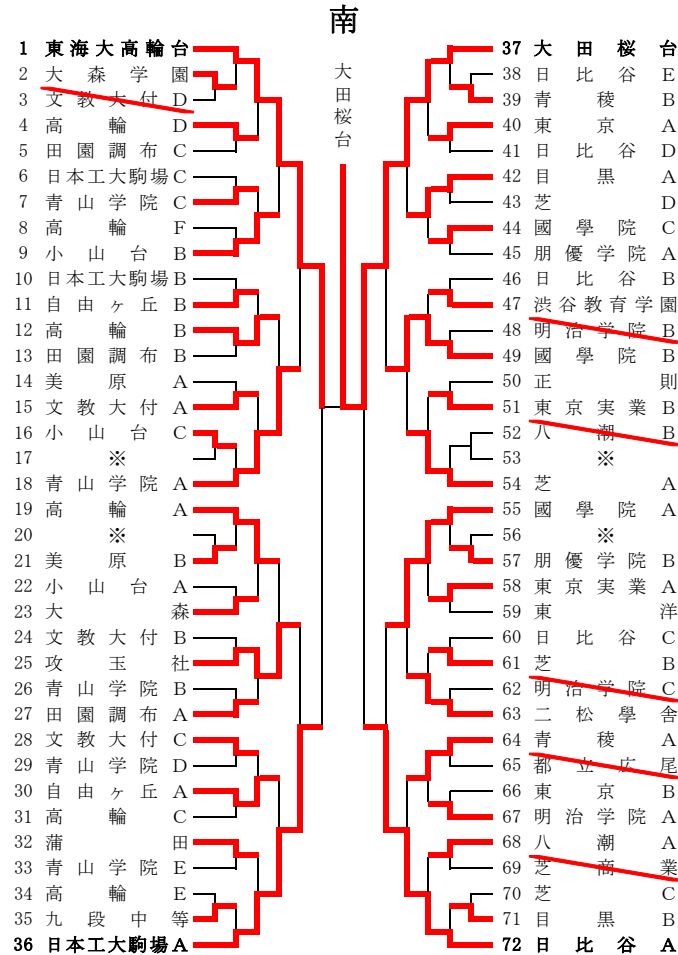 南
大田桜台
1 東海大高輪台
2 大森学園
3 文教大付D
4 高輪D
5 田園調布C
6 日本工大駒場C
7 青山学院C
8 高輪F
9 小山台B
10 日本工大駒場B
11 自由ヶ丘B
12 高輪B
13 田園調布B
14 美原A
15 文教大付A
16 小山台C
17 ※
18 青山学院A
19 高輪A
20 ※
21 美原B
22 小山台A
23 大森
24 文教大付B
25 攻玉社
26 青山学院B
27 田園調布A
28 文教大付C
29 青山学院D
30 自由ヶ丘A
31 高輪C
32 蒲田
33 青山学院E
34 高輪E
35 九段中等
36 日本工大駒場A
37 大田桜台
38 日比谷E
39 青稜B
40 東京A
41 日比谷D
42 目黒A
43 芝D
44 國學院C
45 朋優学院A
46 日比谷B
47 渋谷教育学園
48 明治学院B
49 國學院B
50 正則
51 東京実業B
52 八潮B
53 ※
54 芝A
55 國學院A
56 ※
57 朋優学院B
58 東京実業A
59 東洋
60 日比谷C
61 芝B
62 明治学院C
63 二松學舎
64 青稜A
65 都立広尾
66 東京B
67 明治学院A
68 八潮A
69 芝商業
70 芝C
71 目黒B
72 日比谷A